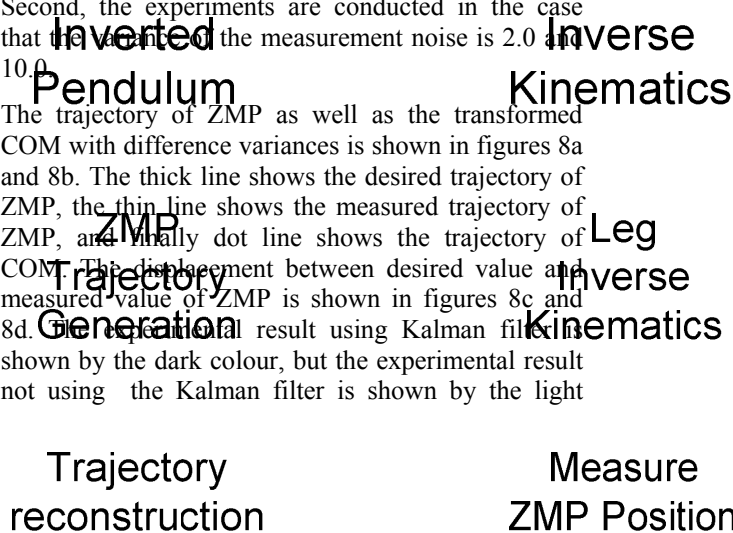 Second, the experiments are conducted in the case
that the variance of the measurement noise is 2.0 and
10.0.
The trajectory of ZMP as well as the transformed
COM with difference variances is shown in figures 8a
and 8b. The thick line shows the desired trajectory of
ZMP, the thin line shows the measured trajectory of
ZMP, and finally dot line shows the trajectory of
COM. The displacement between desired value and
measured value of ZMP is shown in figures 8c and
8d. The experimental result using Kalman filter is
shown by the dark colour, but the experimental result
not using the Kalman filter is shown by the light
Inverted
Pendulum
Inverse
Kinematics
ZMP
Trajectory
Generation
Leg
Inverse
Kinematics
Trajectory
reconstruction
Measure
ZMP Position